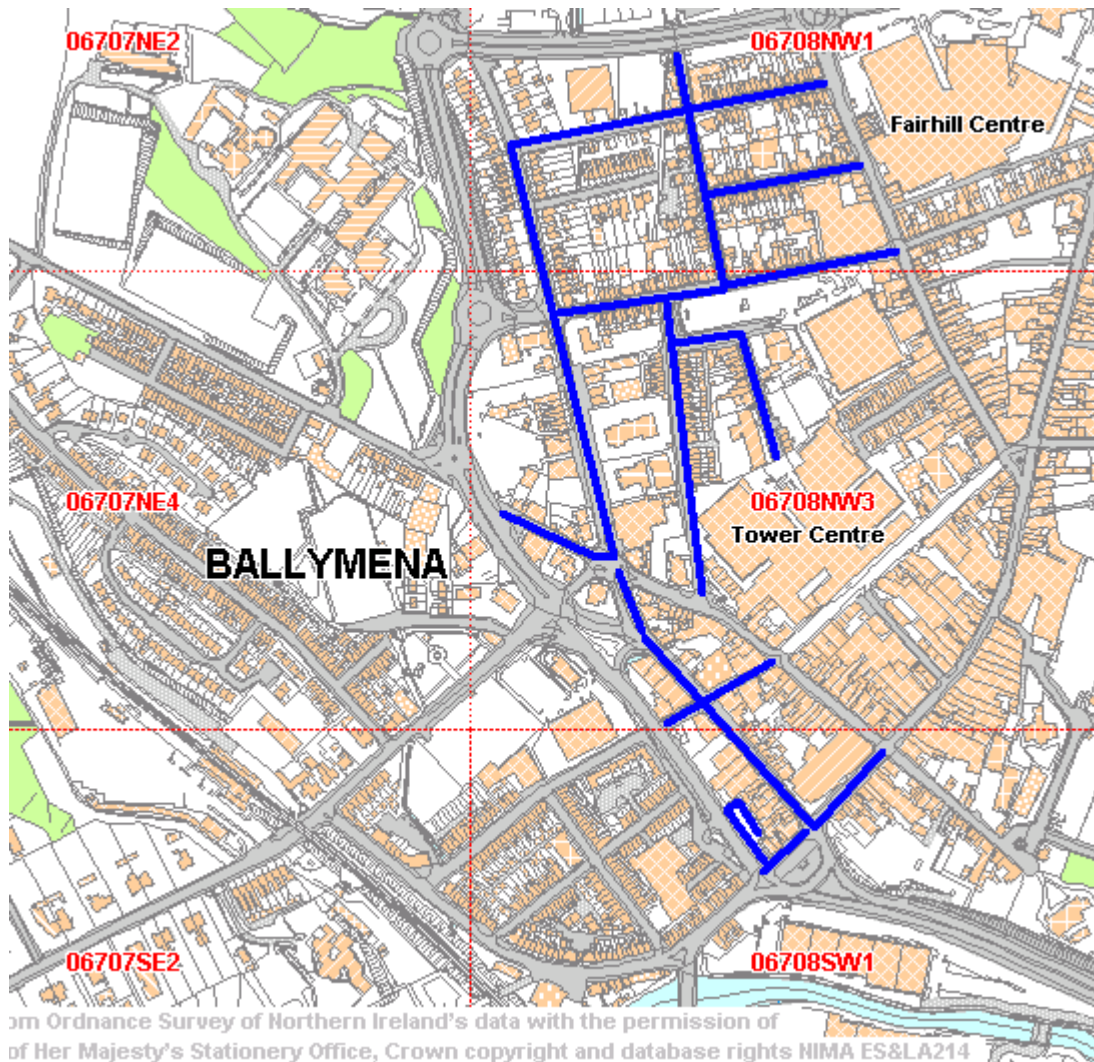 06707NE2
06708NW1
Fairhill Centre
06707NE4
06708NW3
Tower Centre
BALLYMENA
06707SE2
06708SW1
om Ordnance Survey of Northern Ireland's data with the permission of
of Her Majesty's Stationery Office, Crown copyright and database rights NIMA ES&LA214